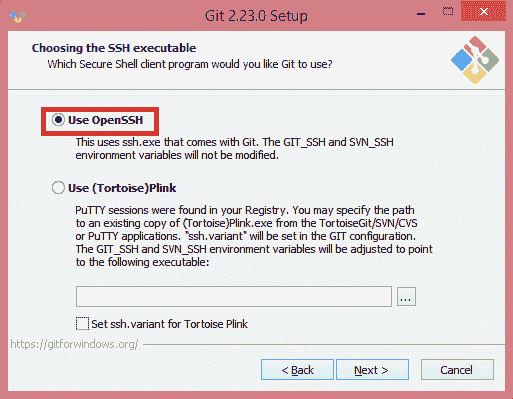 Git 2.23.0 Setup
Choosing the SSH executable
Which Secure Shell client program would you like Git to use?
Use OpenSSH
This uses ssh.exe that comes with Git. The GIT_SSH and SVN_SSH
environment variables will not be modified.
Use (Tortoise)Plink
PuTTY sessions were found in your Registry. You may specify the path
to an existing copy of (Tortoise)Plink.exe from the TortoiseGit/SVN/CVS
or PuTTY applications. "ssh.variant" will be set in the GIT configuration.
The GIT_SSH and SVN_SSH environment variables will be adjusted to point
to the following executable:
...
Set ssh.variant for Tortoise Plink
https://gitforwindows.org/
< Back Next > Cancel